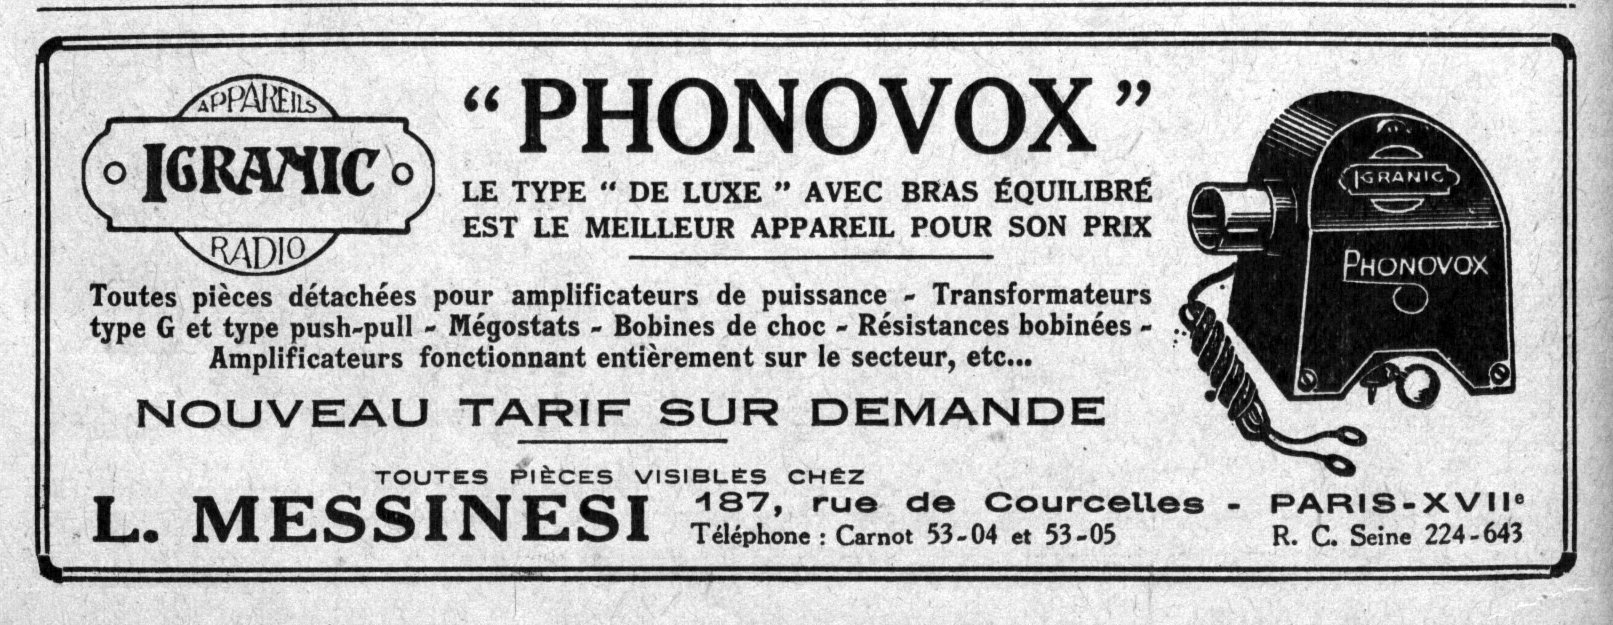 APPAREILS
IGRANIC
RADIO
“ PHONOVOX ”
LE TYPE “ DE LUXE ” AVEC BRAS ÉQUILIBRÉ
EST LE MEILLEUR APPAREIL POUR SON PRIX
IGRANIC
PHONOVOX
Toutes pièces détachées pour amplificateurs de puissance - Transformateurs
type G et type push-pull - Mégostats - Bobines de choc - Résistances bobinées -
Amplificateurs fonctionnant entièrement sur le secteur, etc...
NOUVEAU TARIF SUR DEMANDE
TOUTES PIÈCES VISIBLES CHEZ
L. MESSINESI
187, rue de Courcelles - PARIS-XVIIe
Téléphone : Carnot 53-04 et 53-05
R. C. Seine 224-643